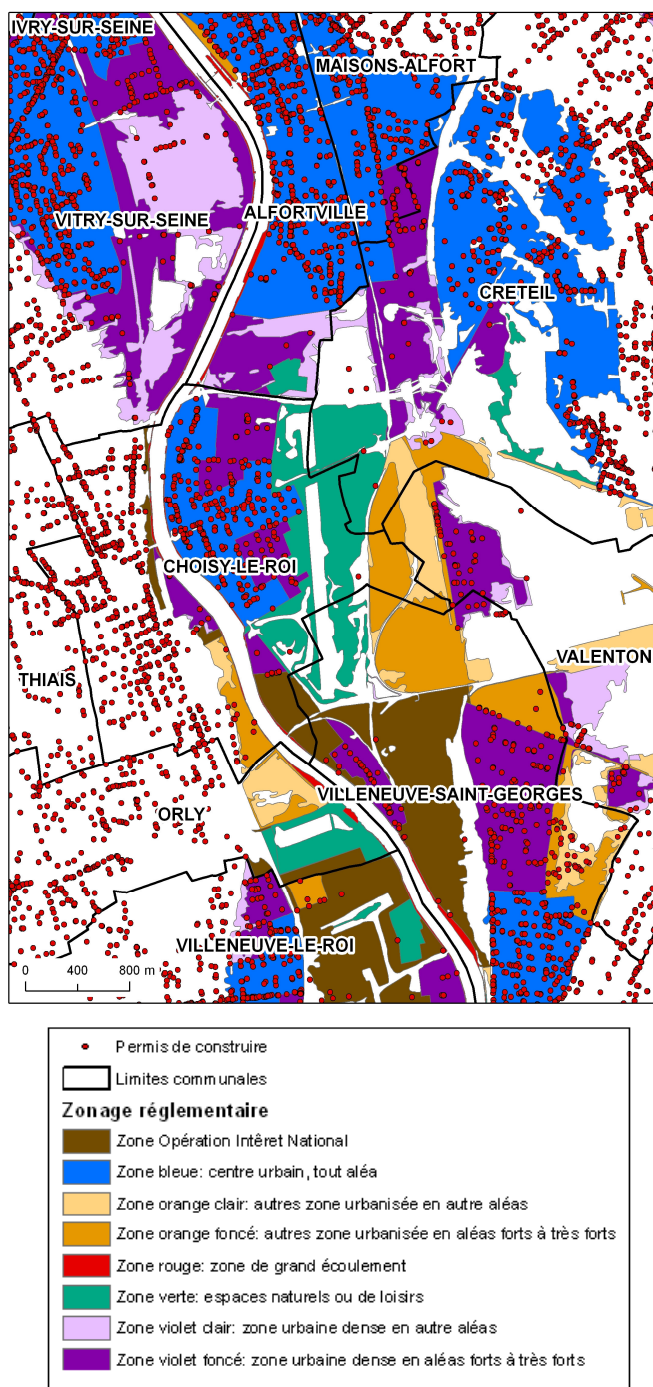 IVRY-SUR-SEINE
MAISONS-ALFORT
VITRY-SUR-SEINE
ALFORTVILLE
CRETEIL
CHOISY-LE-ROI
THIAIS
VALENTON
VILLENEUVE-SAINT-GEORGES
ORLY
VILLENEUVE-LE-ROI
0 400 800 m
Permis de construire
Limites communales
Zonage réglementaire
Zone Opération Intêret National
Zone bleue: centre urbain, tout aléa
Zone orange clair: autres zone urbanisée en autre aléas
Zone orange foncé: autres zone urbanisée en aléas forts à très forts
Zone rouge: zone de grand écoulement
Zone verte: espaces naturels ou de loisirs
Zone violet clair: zone urbaine dense en autre aléas
Zone violet foncé: zone urbaine dense en aléas forts à très forts